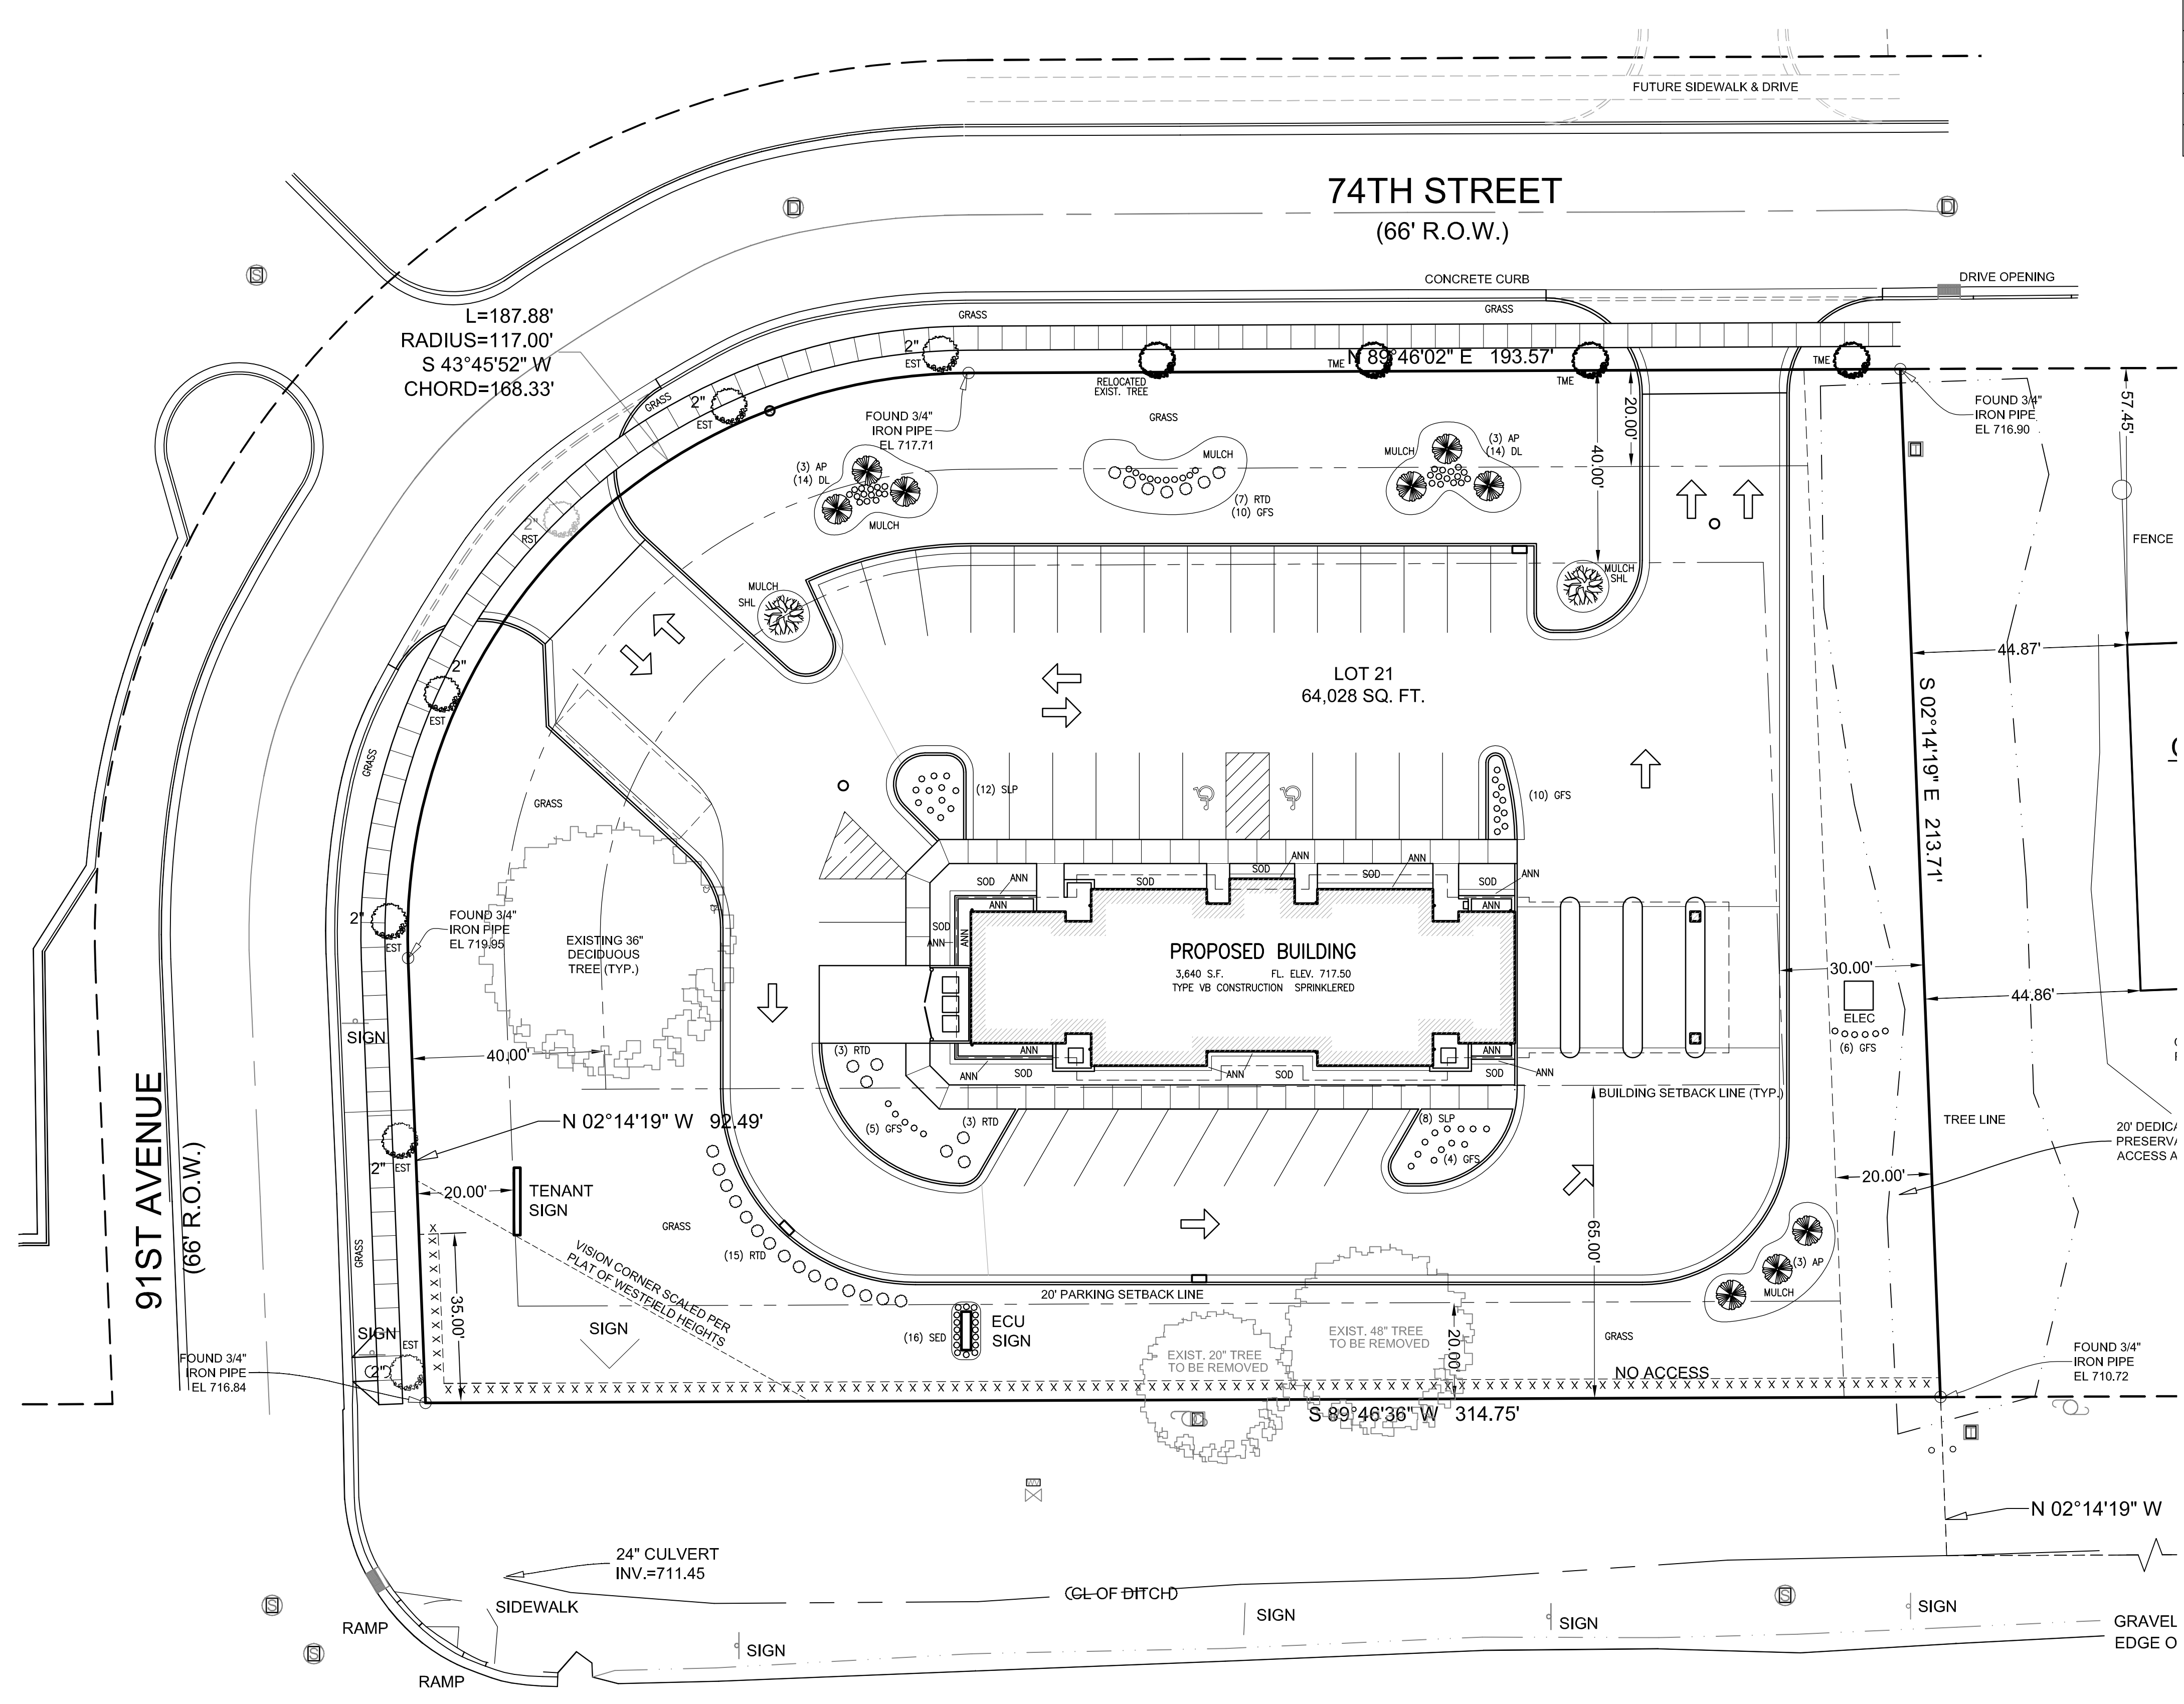 FUTURE SIDEWALK & DRIVE
74TH STREET
(66' R.O.W.)
D
D
S
CONCRETE CURB
DRIVE OPENING
L=187.88'
RADIUS=117.00'
S 43°45'52" W
CHORD=168.33'
GRASS
GRASS
2"
EST
TME
N 89°46'02" E 193.57'
TME
TME
RELOCATED
EXIST. TREE
GRASS
2"
EST
GRASS
FOUND 3/4"
IRON PIPE
EL 717.71
FOUND 3/4"
IRON PIPE
EL 716.90
57.45'
20.00'
40.00'
(3) AP
(14) DL
MULCH
MULCH
(7) RTD
(10) GFS
MULCH
(3) AP
(14) DL
T
FENCE
2"
RST
MULCH
SHL
MULCH
SHL
LOT 21
64,028 SQ. FT.
44.87'
S 02°14'19" E 213.71'
2"
EST
GRASS
GRASS
(12) SLP
(10) GFS
SOD
ANN
ANN
SOD
SOD
ANN
SOD
ANN
SOD
ANN
ANN
SOD
ANN
ANN
2"
EST
FOUND 3/4"
IRON PIPE
EL 719.95
EXISTING 36"
DECIDUOUS
TREE (TYP.)
PROPOSED BUILDING
3,640 S.F. FL. ELEV. 717.50
TYPE VB CONSTRUCTION SPRINKLERED
30.00'
44.86'
ELEC
(6) GFS
SIGN
40.00'
(3) RTD
ANN
ANN
SOD
ANN
SOD
ANN
SOD
ANN
BUILDING SETBACK LINE (TYP.)
(5) GFS
(3) RTD
(8) SLP
(4) GFS
TREE LINE
20' DEDICA
PRESERVA
ACCESS A
91ST AVENUE
(66' R.O.W.)
N 02°14'19" W 92.49'
2"
EST
20.00'
TENANT
SIGN
20.00'
GRASS
GRASS
(15) RTD
VISION CORNER SCALED PER
PLAT OF WESTFIELD HEIGHTS
35.00'
65.00'
(3) AP
MULCH
20' PARKING SETBACK LINE
SIGN
SIGN
(16) SED
ECU
SIGN
EXIST. 20" TREE
TO BE REMOVED
EXIST. 48" TREE
TO BE REMOVED
20.00'
GRASS
NO ACCESS
EST
(2")
FOUND 3/4"
IRON PIPE
EL 716.84
FOUND 3/4"
IRON PIPE
EL 710.72
S 89°46'36" W 314.75'
T
N 02°14'19" W
24" CULVERT
INV.=711.45
(CL OF DITCH)
S
S
SIDEWALK
RAMP
SIGN
SIGN
SIGN
SIGN
S
RAMP
GRAVEL
EDGE O